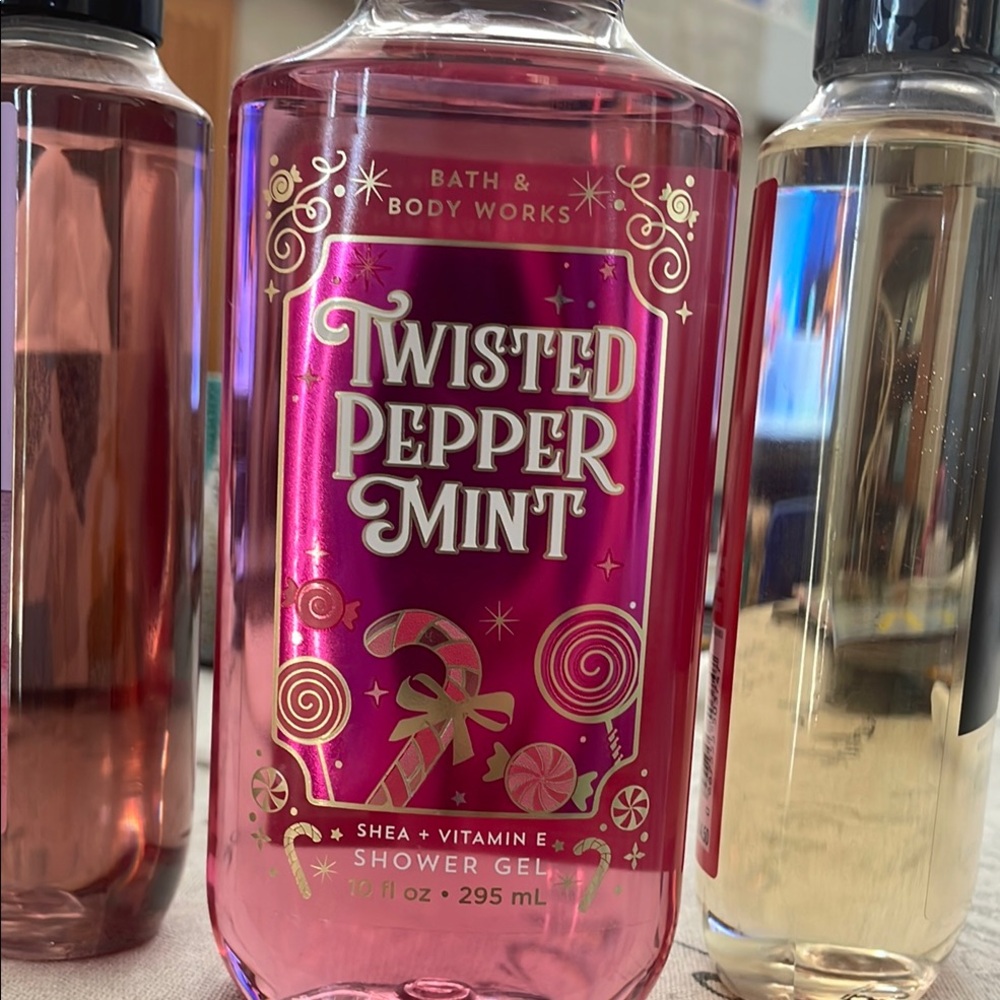 BATH &
BODY WORKS
TWISTED
PEPPER
MINT
SHEA + VITAMIN E
SHOWER GEL
10 fl oz • 295 mL